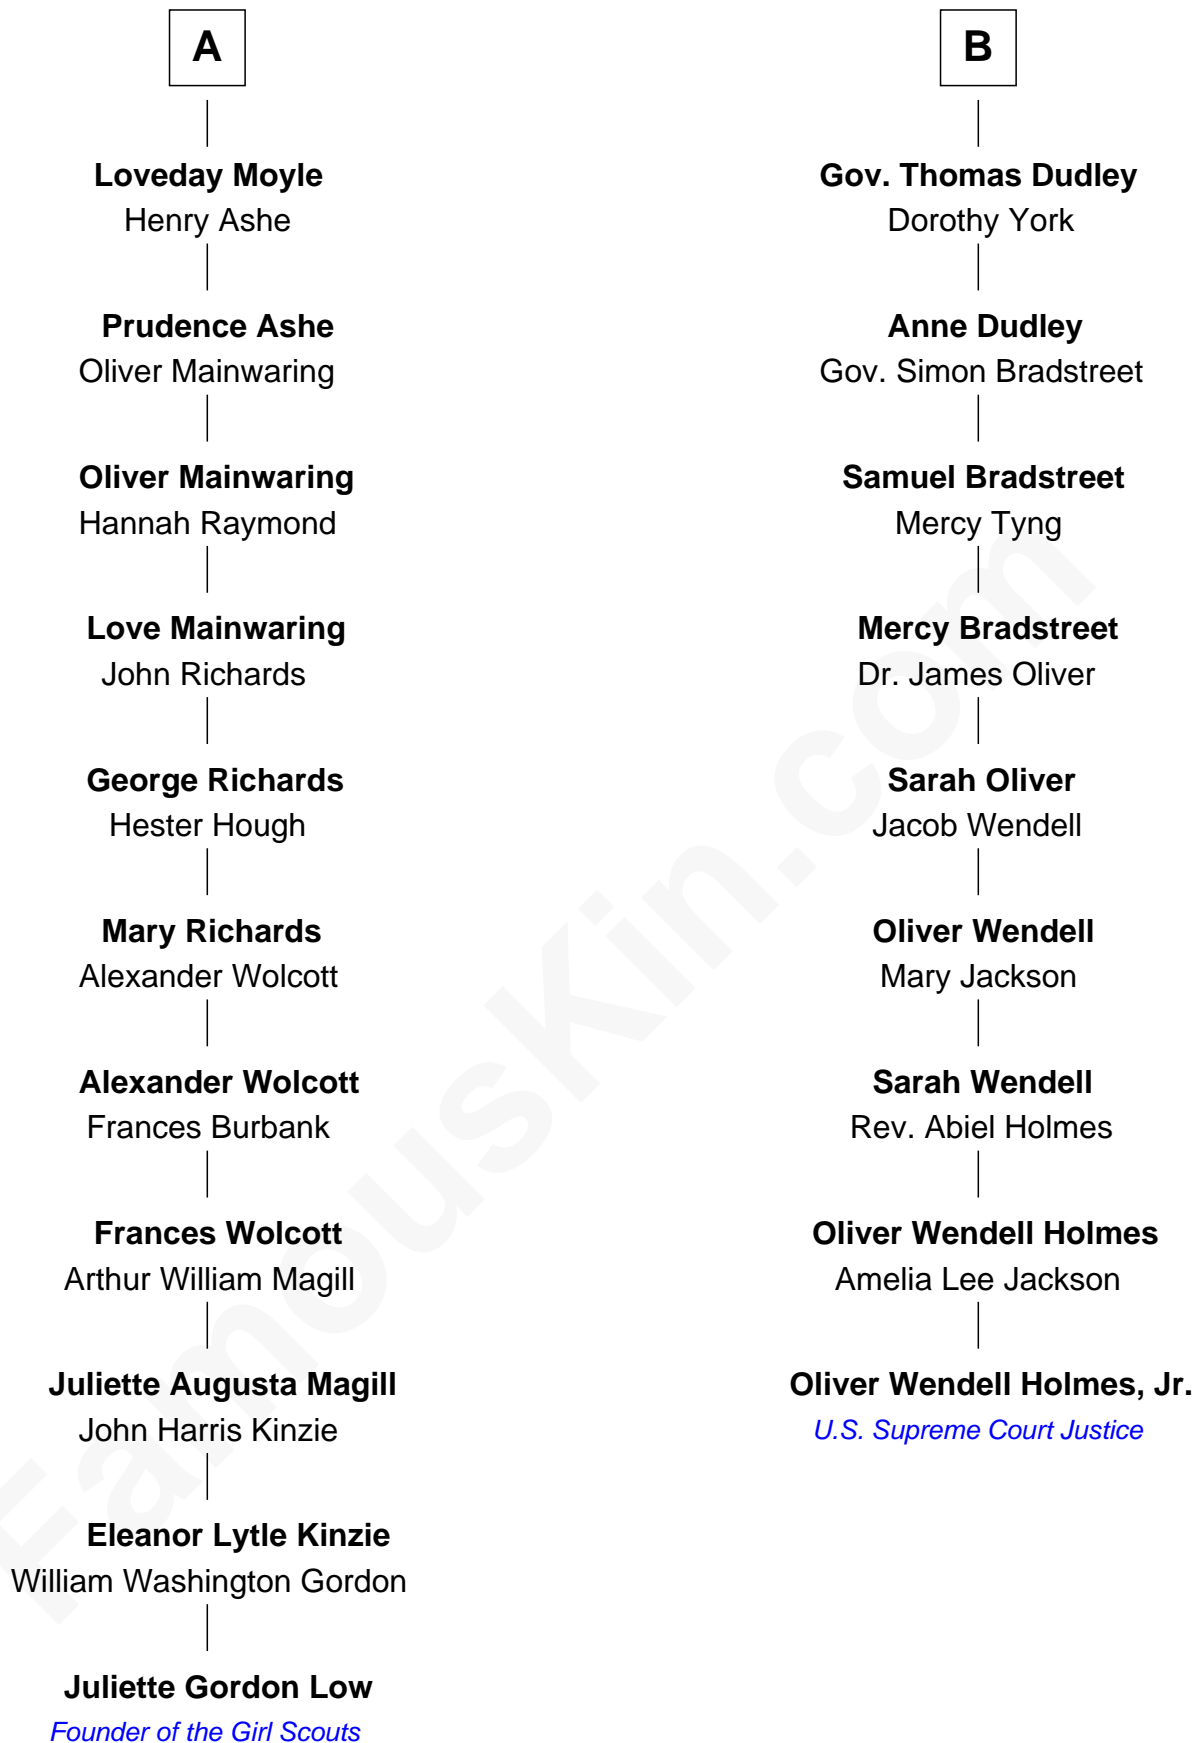 A
Loveday Moyle
Henry Ashe
Prudence Ashe
Oliver Mainwaring
Oliver Mainwaring
Hannah Raymond
Love Mainwaring
John Richards
George Richards
Hester Hough
Mary Richards
Alexander Wolcott
Alexander Wolcott
Frances Burbank
Frances Wolcott
Arthur William Magill
Juliette Augusta Magill
John Harris Kinzie
Eleanor Lytle Kinzie
William Washington Gordon
Juliette Gordon Low
Founder of the Girl Scouts
B
Gov. Thomas Dudley
Dorothy York
Anne Dudley
Gov. Simon Bradstreet
Samuel Bradstreet
Mercy Tyng
Mercy Bradstreet
Dr. James Oliver
Sarah Oliver
Jacob Wendell
Oliver Wendell
Mary Jackson
Sarah Wendell
Rev. Abiel Holmes
Oliver Wendell Holmes
Amelia Lee Jackson
Oliver Wendell Holmes, Jr.
U.S. Supreme Court Justice
FamousKin.com